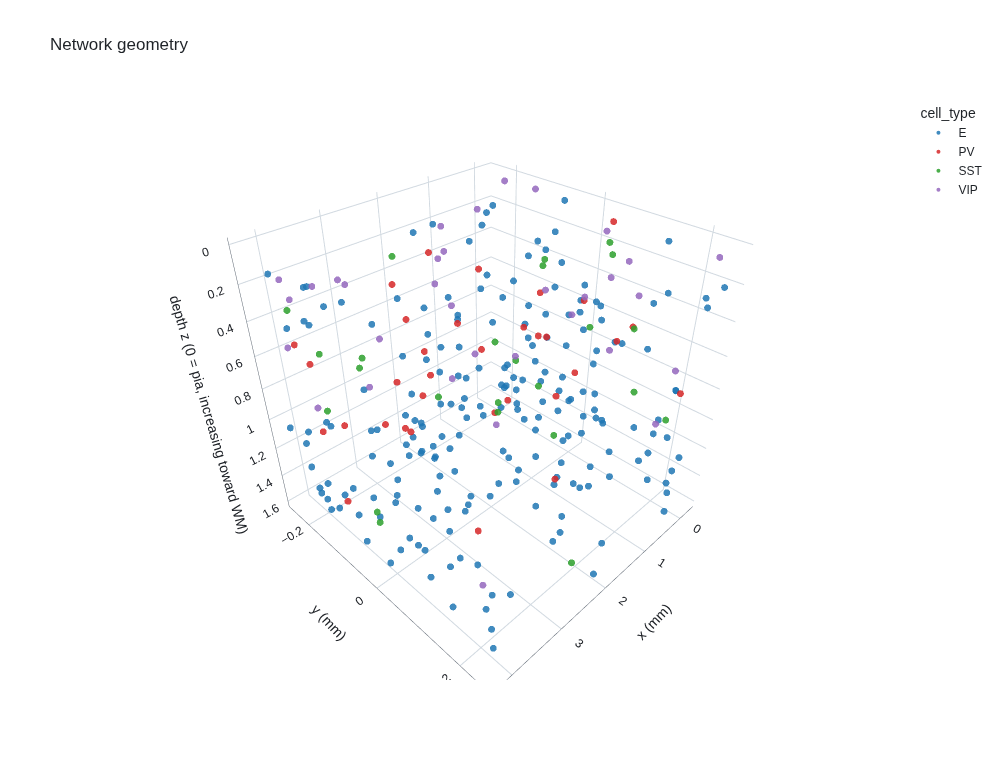 Network geometry
cell_type
E
PV
SST
VIP
0
0.2
0.4
0.6
0.8
1
1.2
1.4
1.6
depth z (0 = pia, increasing toward WM)
−0.2
0
y (mm)
0
1
2
3
x (mm)